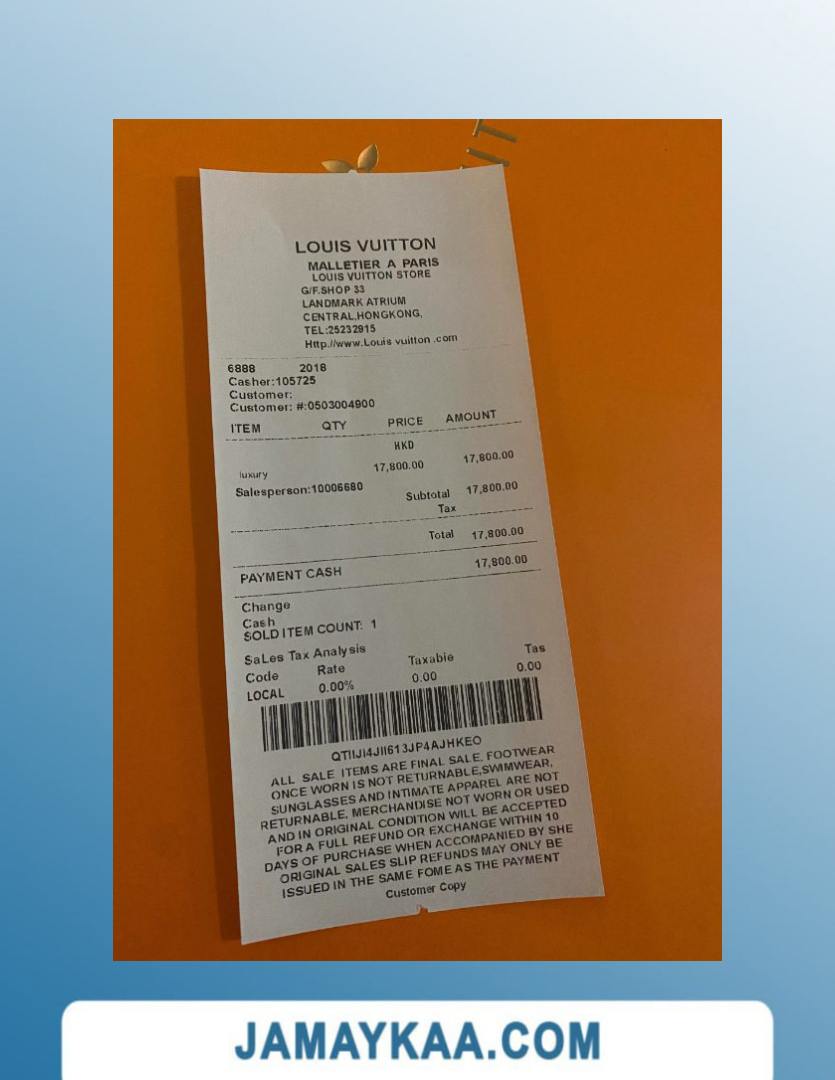 LOUIS VUITTON
MALLETIER A PARIS
LOUIS VUITTON STORE
G/F.SHOP 33
LANDMARK ATRIUM
CENTRAL,HONGKONG,
TEL:25232915
Http.//www.Louis vuitton .com
6888 2018
Casher:105725
Customer:
Customer: #:0503004900
ITEM QTY PRICE AMOUNT
HKD
luxury 17,800.00 17,800.00
Salesperson:10006680
Subtotal 17,800.00
Tax
Total 17,800.00
PAYMENT CASH 17,800.00
Change
Cash
SOLD ITEM COUNT: 1
SaLes Tax Analysis
Code Rate Taxabie Tas
LOCAL 0.00% 0.00 0.00
QTIIJI4JII613JP4AJHKEO
ALL SALE ITEMS ARE FINAL SALE. FOOTWEAR
ONCE WORN IS NOT RETURNABLE,SWIMWEAR,
SUNGLASSES AND INTIMATE APPAREL ARE NOT
RETURNABLE, MERCHANDISE NOT WORN OR USED
AND IN ORIGINAL CONDITION WILL BE ACCEPTED
FOR A FULL REFUND OR EXCHANGE WITHIN 10
DAYS OF PURCHASE WHEN ACCOMPANIED BY SHE
ORIGINAL SALES SLIP REFUNDS MAY ONLY BE
ISSUED IN THE SAME FOME AS THE PAYMENT
Customer Copy
JAMAYKAA.COM